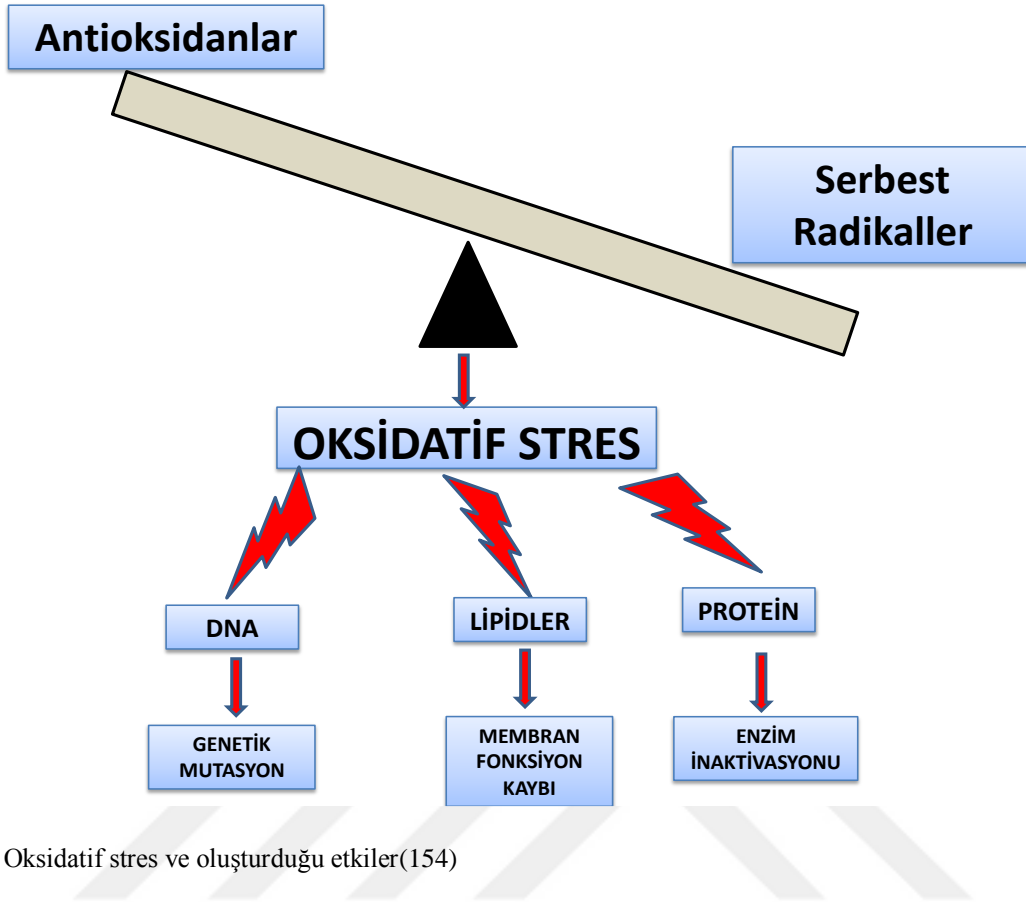 Antioksidanlar
Serbest
Radikaller
OKSİDATİF STRES
DNA
LİPİDLER
PROTEİN
GENETİK
MUTASYON
MEMBRAN
FONKSİYON
KAYBI
ENZİM
İNAKTİVASYONU
Oksidatif stres ve oluşturduğu etkiler(154)